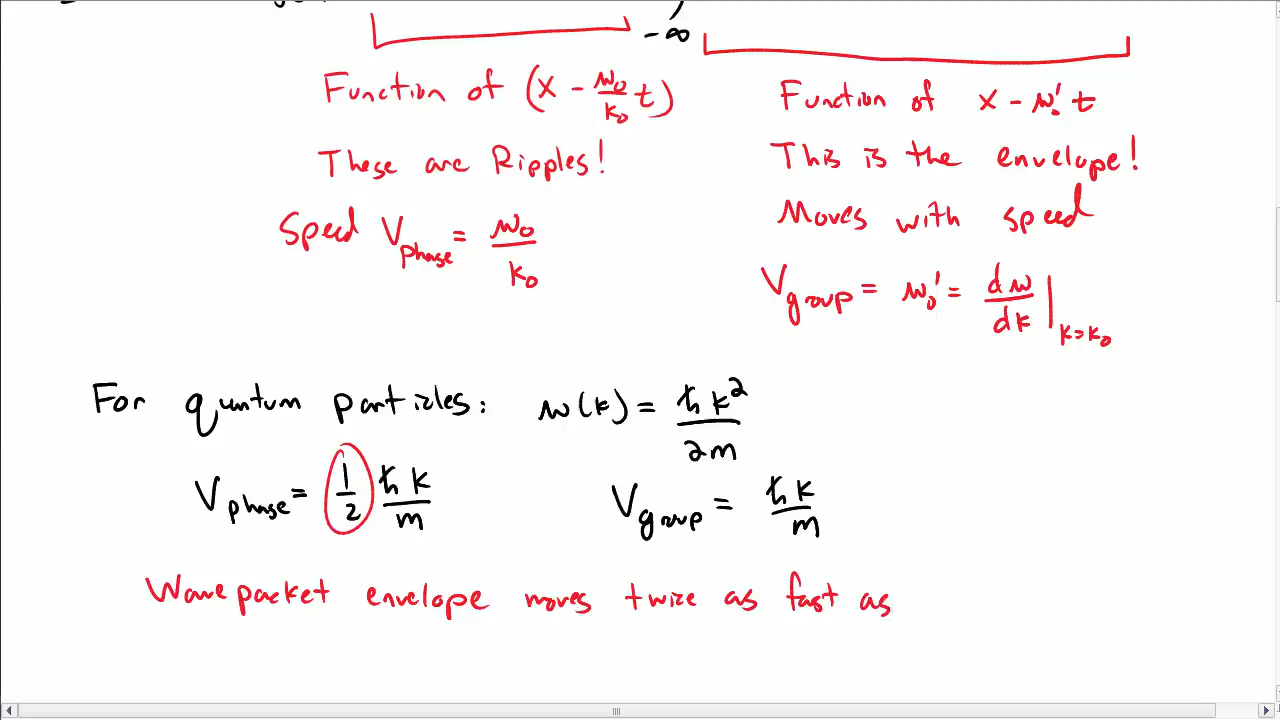 -∞
Function of (x - ω₀/k₀ t)
Function of x - ω₀' t
These are Ripples!
This is the envelope!
Speed V_phase = ω₀/k₀
Moves with speed
V_group = ω₀' = dω/dk |_k=k₀
For quntum particles: ω(k) = ħk²/2m
V_phase = 1/2 ħk/m
V_group = ħk/m
Wavepacket envelope moves twice as fast as